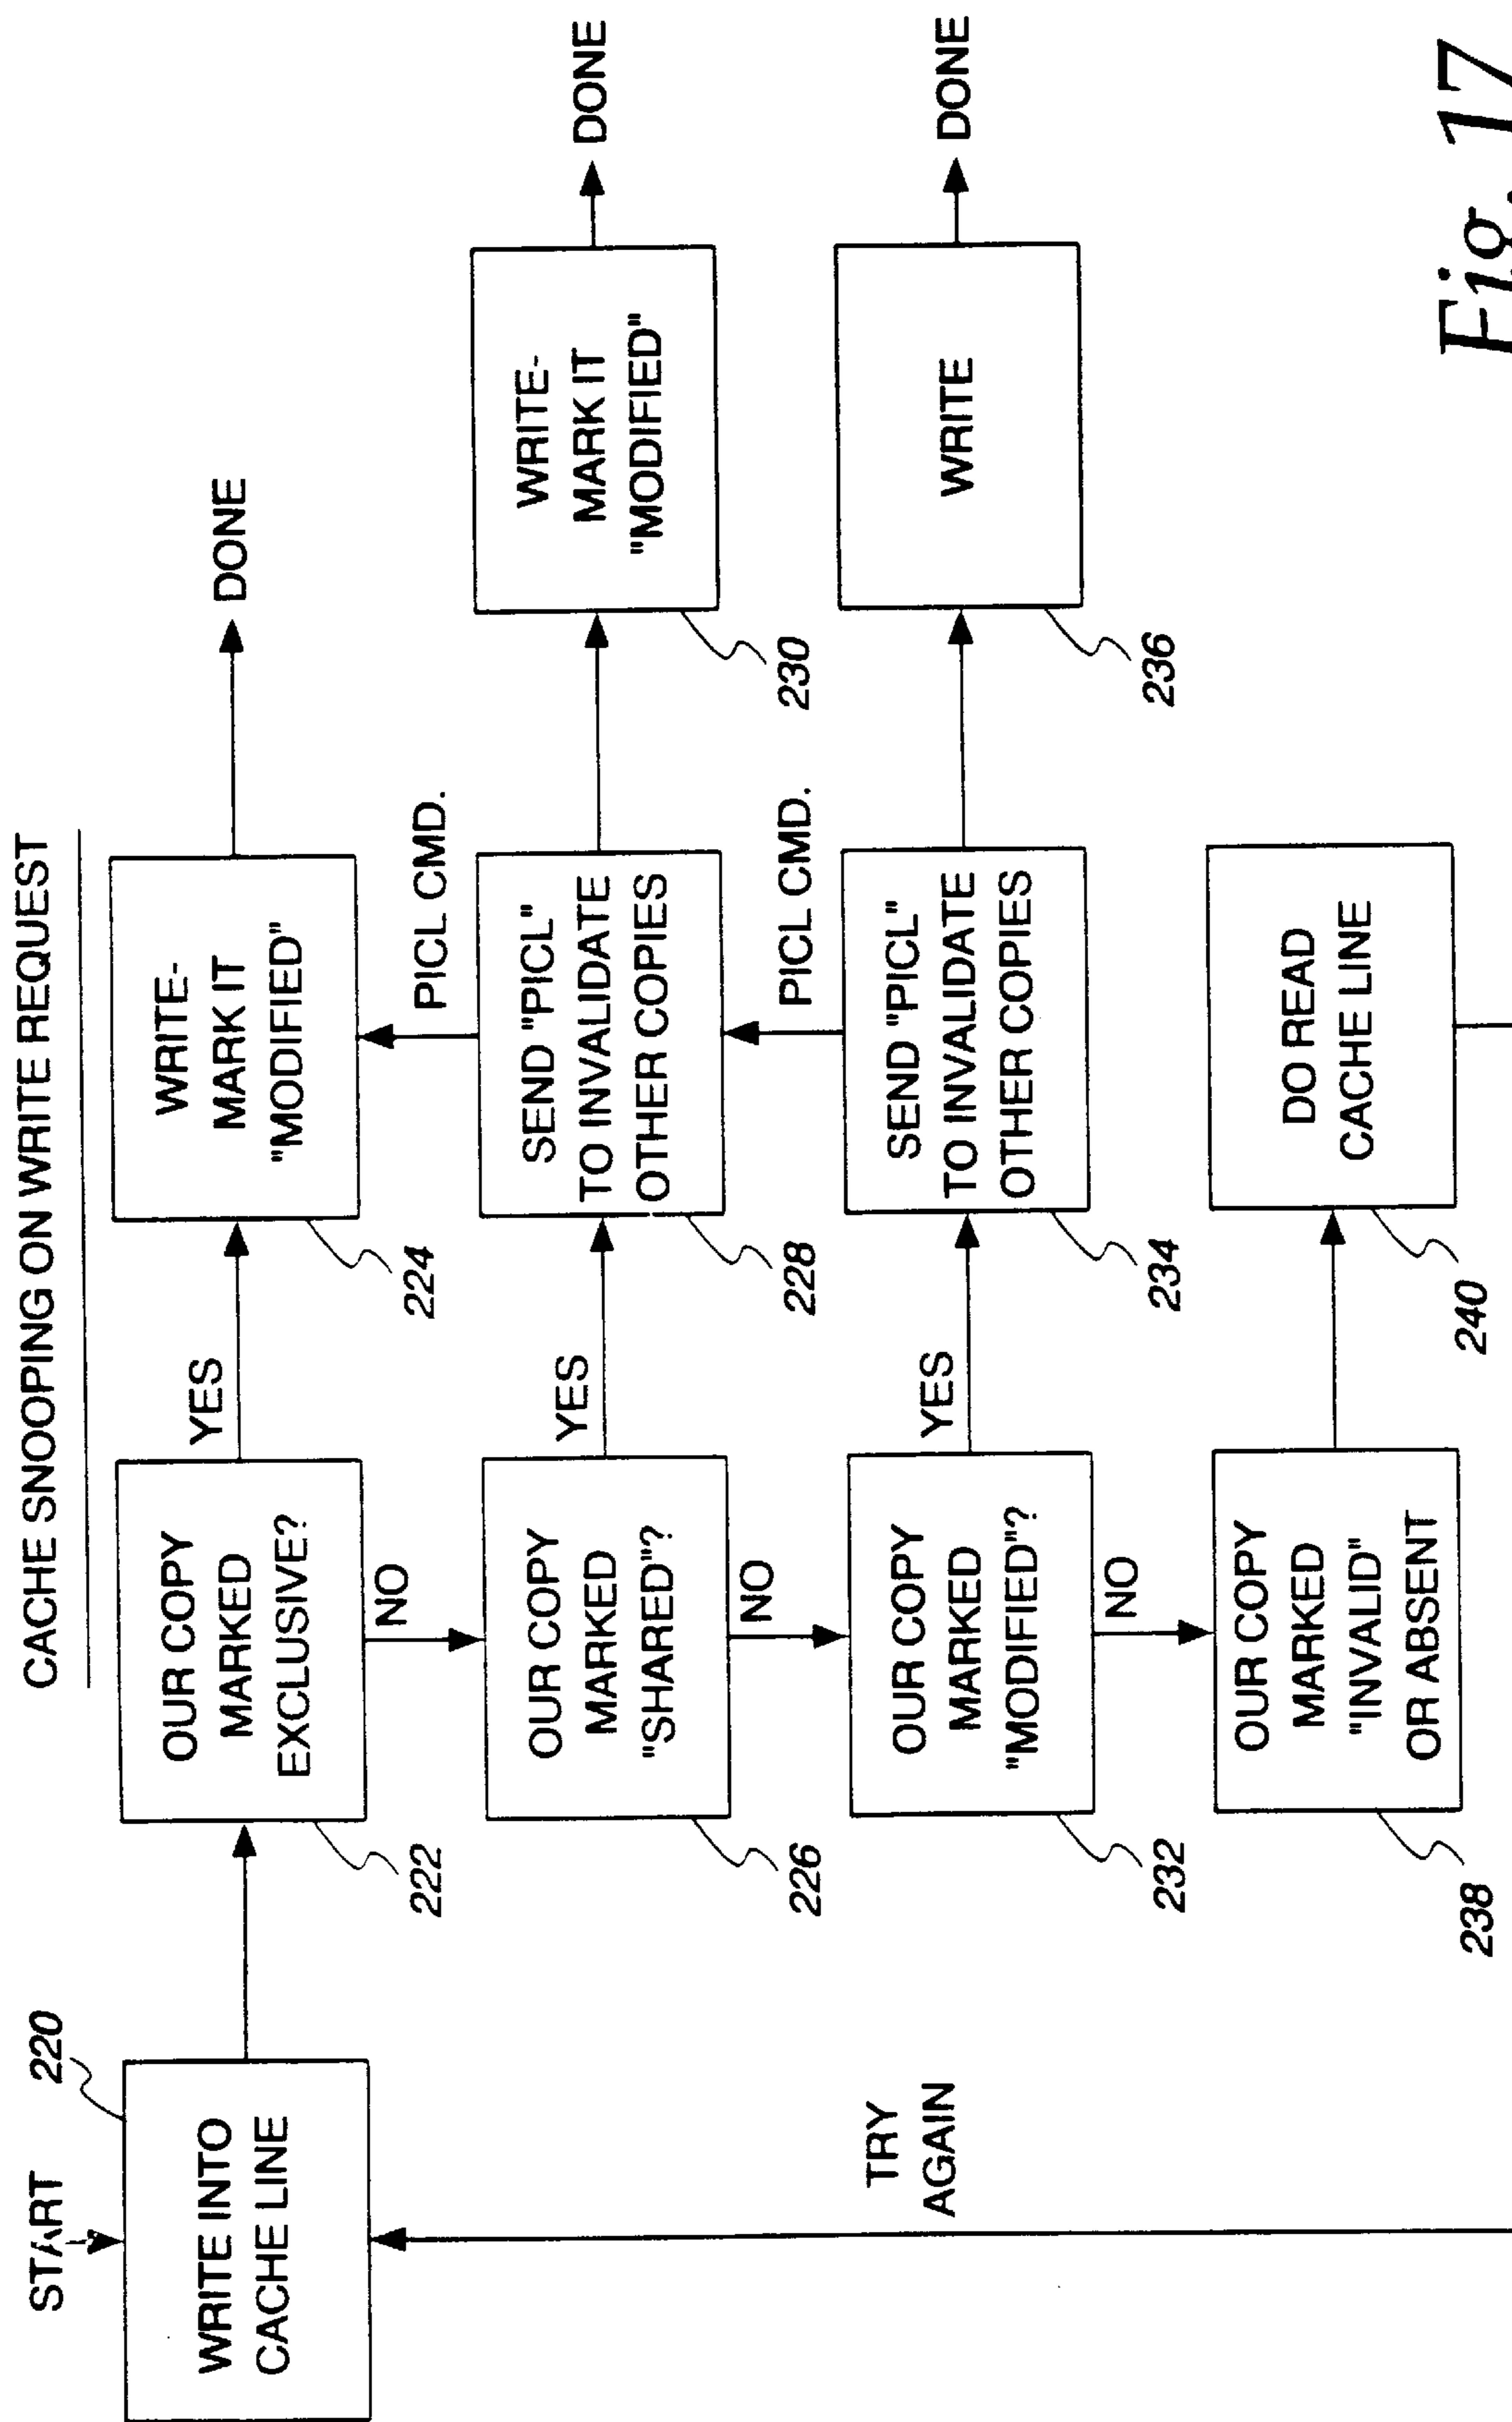 CACHE SNOOPING ON WRITE REQUEST
START
220
WRITE INTO
CACHE LINE
OUR COPY
MARKED
EXCLUSIVE?
222
YES
WRITE-
MARK IT
"MODIFIED"
224
DONE
NO
PICL CMD.
OUR COPY
MARKED
"SHARED"?
226
YES
SEND "PICL"
TO INVALIDATE
OTHER COPIES
228
WRITE-
MARK IT
"MODIFIED"
230
DONE
NO
PICL CMD.
OUR COPY
MARKED
"MODIFIED"?
232
YES
SEND "PICL"
TO INVALIDATE
OTHER COPIES
234
WRITE
236
DONE
TRY
AGAIN
NO
OUR COPY
MARKED
"INVALID"
OR ABSENT
238
DO READ
CACHE LINE
240
Fig. 17